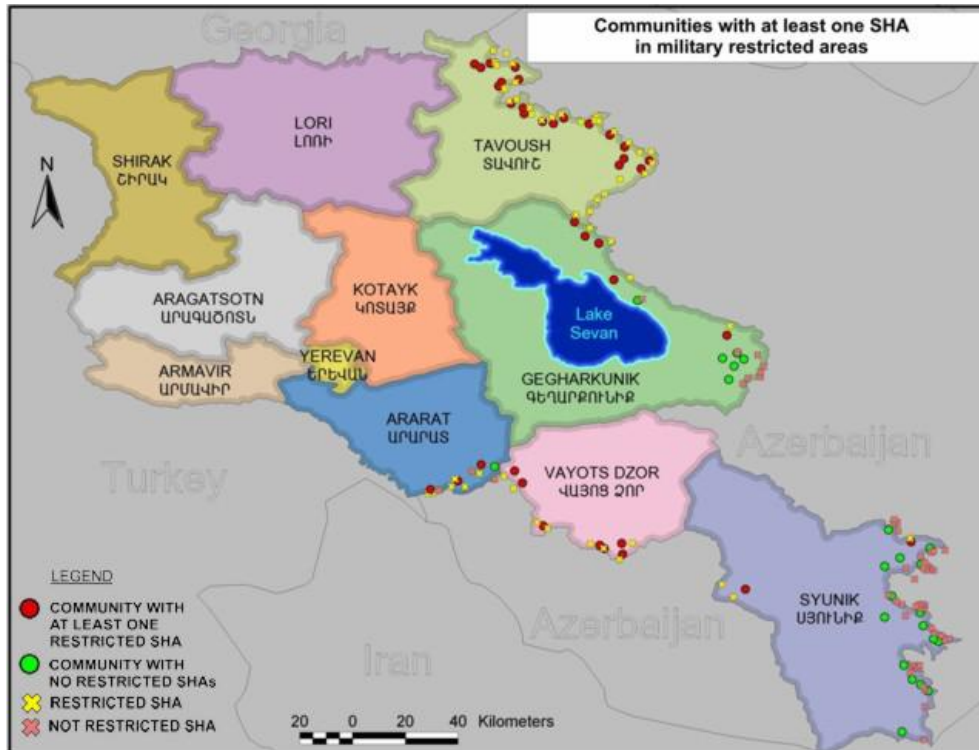 Communities with at least one SHA
in military restricted areas
Georgia
LORI
ԼՈՌԻ
TAVOUSH
ՏԱՎՈՒՇ
SHIRAK
ՇԻՐԱԿ
N
ARAGATSOTN
ԱՐԱԳԱԾՈՏՆ
KOTAYK
ԿՈՏԱՅՔ
Lake
Sevan
YEREVAN
ԵՐԵՎԱՆ
ARMAVIR
ԱՐՄԱՎԻՐ
GEGHARKUNIK
ԳԵՂԱՐՔՈՒՆԻՔ
ARARAT
ԱՐԱՐԱՏ
Azerbaijan
Turkey
VAYOTS DZOR
ՎԱՅՈՑ ՁՈՐ
SYUNIK
ՍՅՈՒՆԻՔ
Azerbaijan
Iran
LEGEND
COMMUNITY WITH
AT LEAST ONE
RESTRICTED SHA
COMMUNITY WITH
NO RESTRICTED SHAs
RESTRICTED SHA
NOT RESTRICTED SHA
20 0 20 40 Kilometers